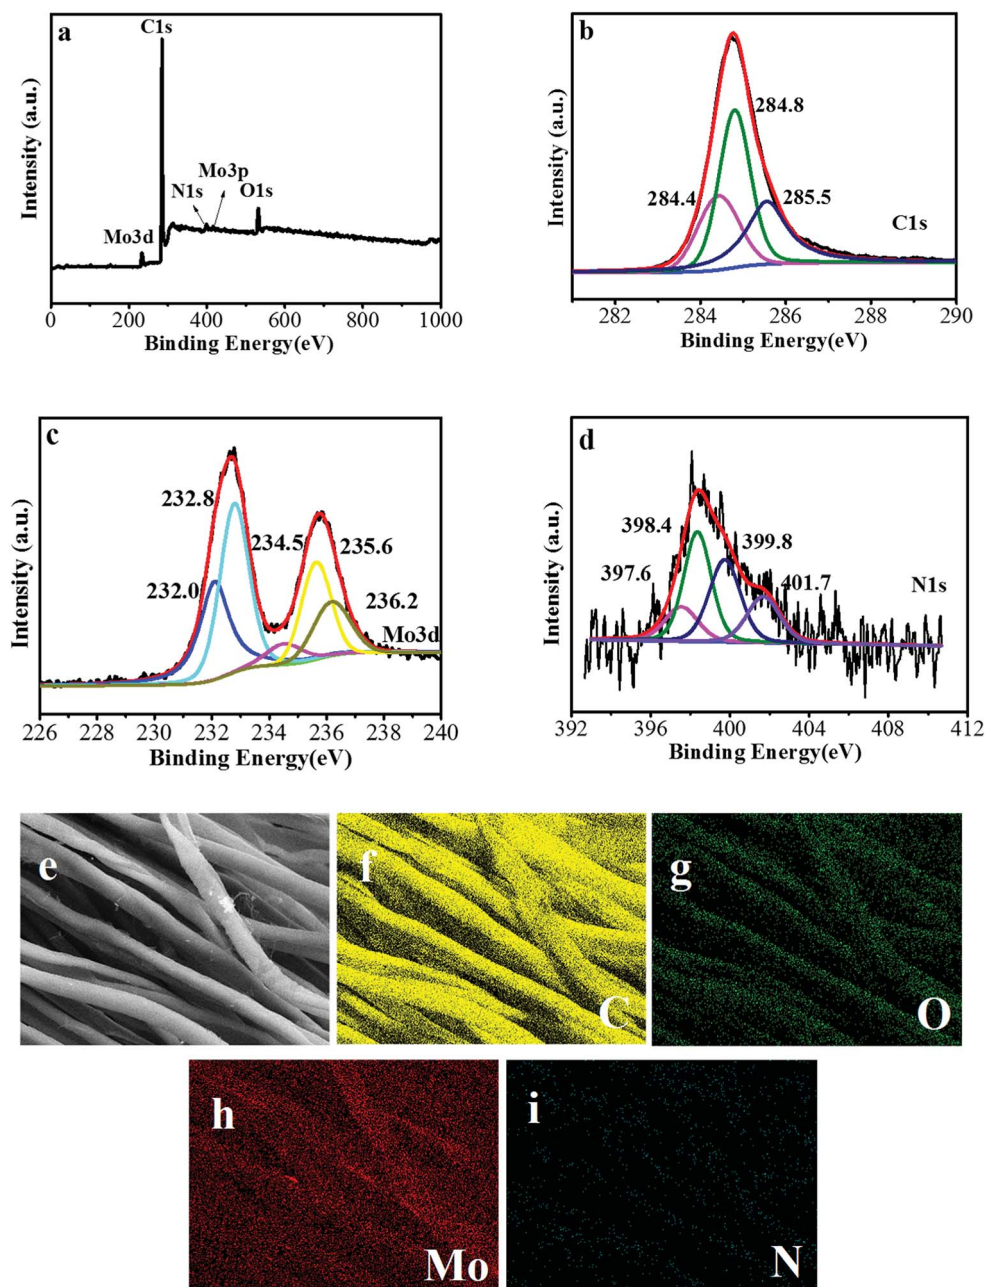 a
C1s
Mo3p
N1s
O1s
Mo3d
Intensity (a.u.)
0 200 400 600 800 1000
Binding Energy(eV)
b
284.8
284.4
285.5
C1s
Intensity (a.u.)
282 284 286 288 290
Binding Energy(eV)
c
232.8
234.5
235.6
232.0
236.2
Mo3d
Intensity (a.u.)
226 228 230 232 234 236 238 240
Binding Energy(eV)
d
398.4
399.8
397.6
401.7
N1s
Intensity (a.u.)
392 396 400 404 408 412
Binding Energy(eV)
e
f
C
g
O
h
Mo
i
N